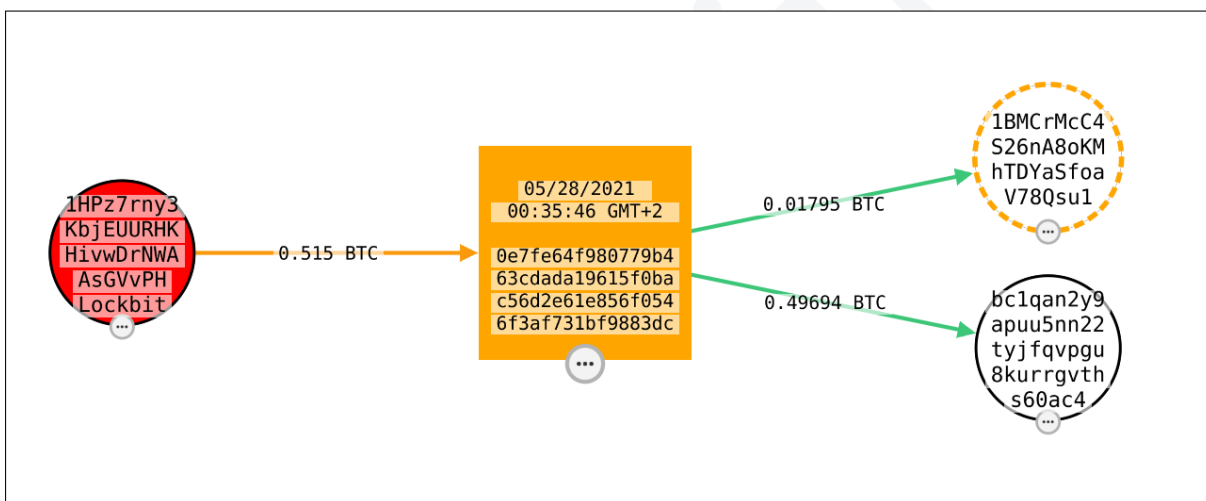 1HPz7rny3
KbjEUURHK
HivwDrNWA
AsGVvPH
Lockbit
0.515 BTC
05/28/2021
00:35:46 GMT+2
0e7fe64f980779b4
63cdada19615f0ba
c56d2e61e856f054
6f3af731bf9883dc
0.01795 BTC
0.49694 BTC
1BMCrMcC4
S26nA8oKM
hTDYaSfoa
V78Qsu1
bc1qan2y9
apuu5nn22
tyjfqvpgu
8kurrgvth
s60ac4